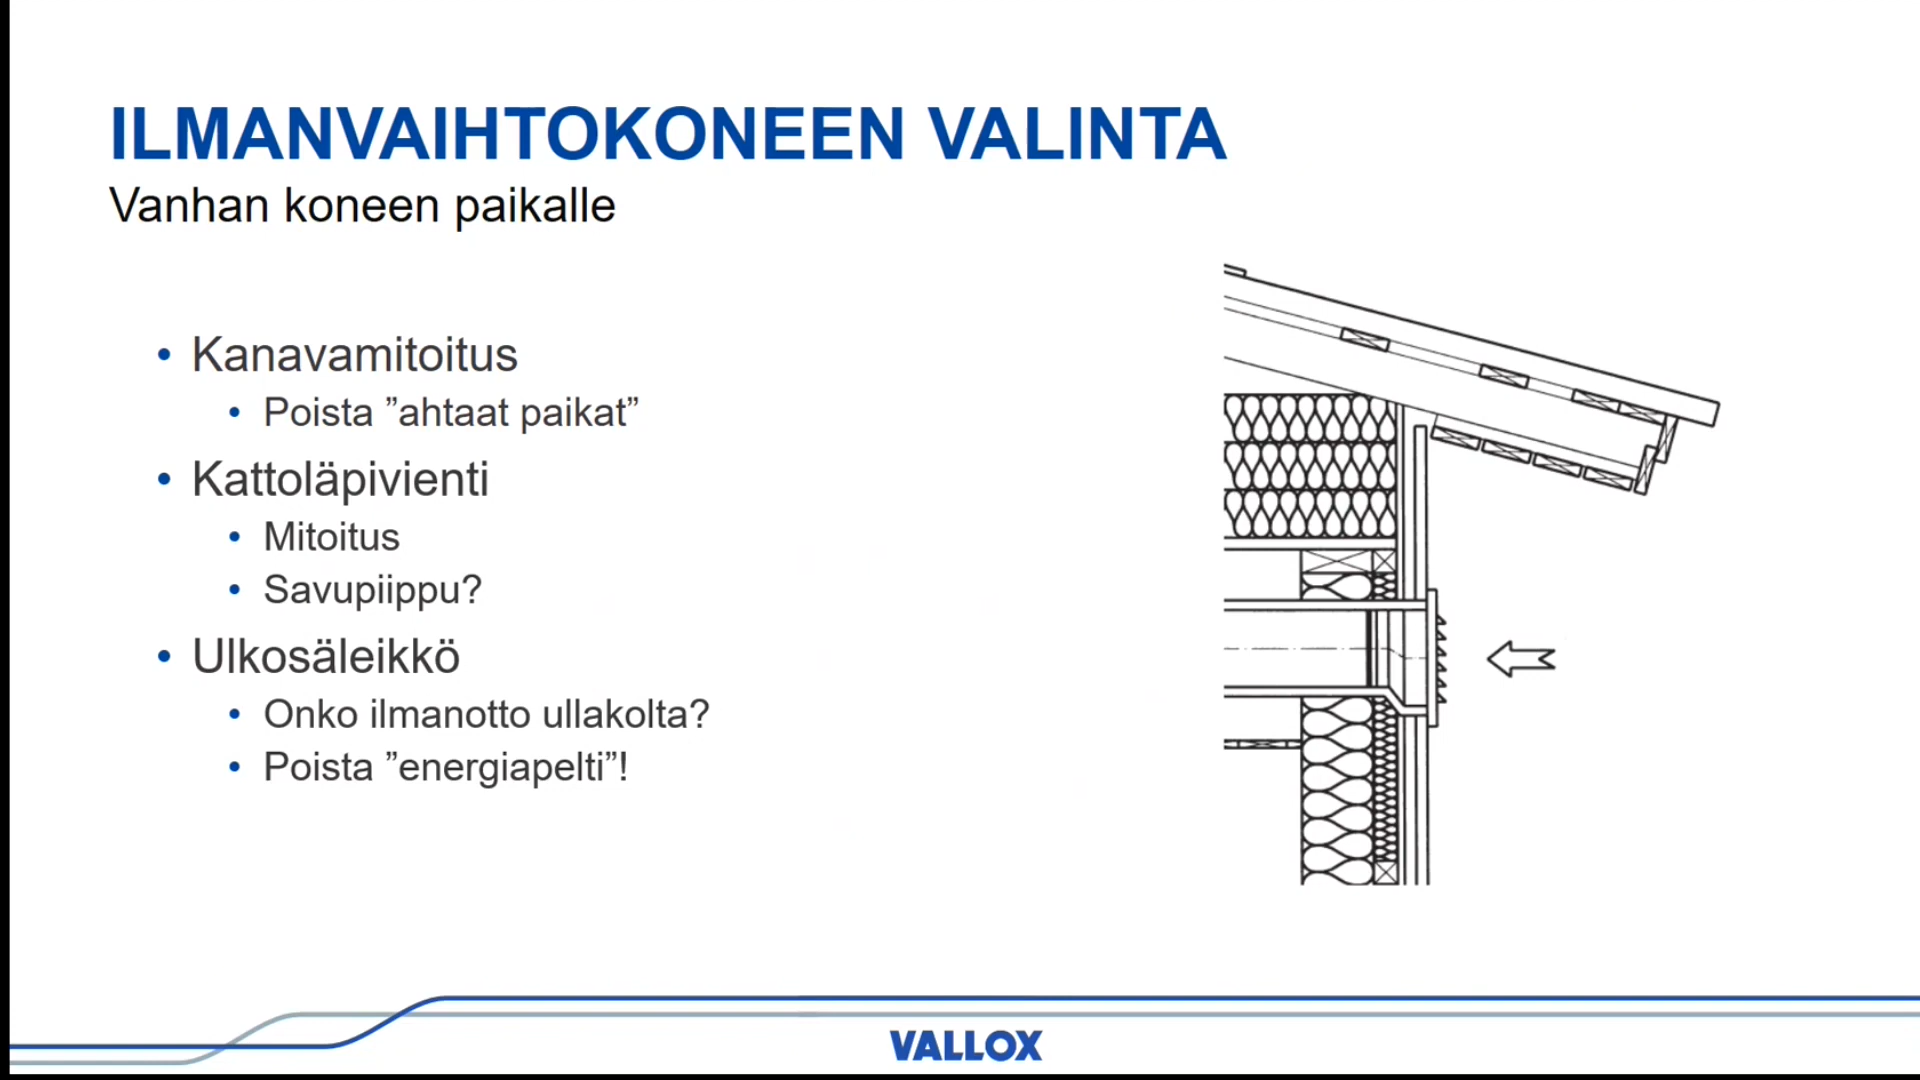 ILMANVAIHTOKONEEN VALINTA
Vanhan koneen paikalle
• Kanavamitoitus
• Poista ”ahtaat paikat”
• Kattoläpivienti
• Mitoitus
• Savupiippu?
• Ulkosäleikkö
• Onko ilmanotto ullakolta?
• Poista ”energiapelti”!
VALLOX